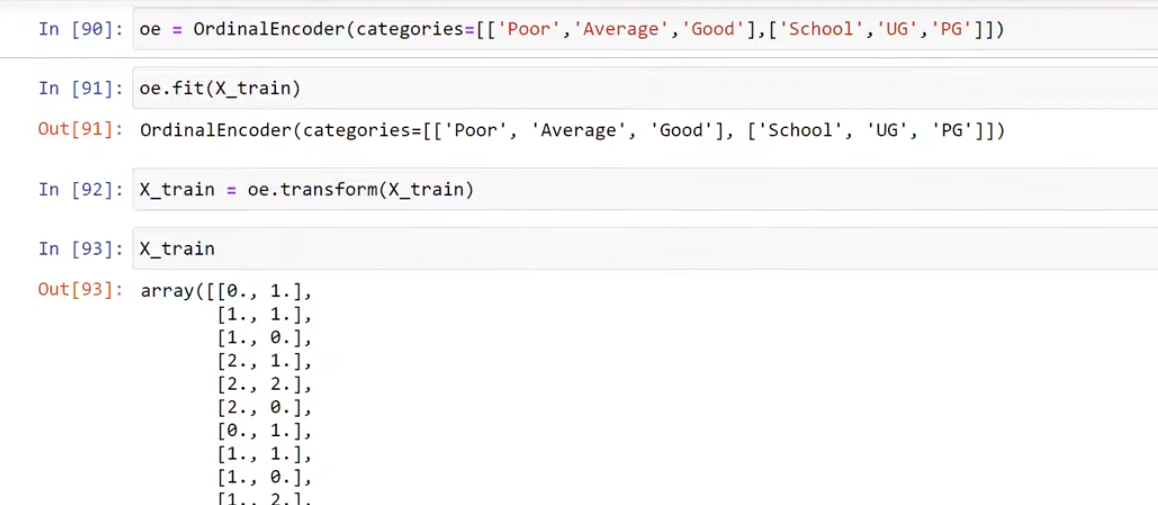 In [90]: oe = OrdinalEncoder(categories=[['Poor','Average','Good'],['School','UG','PG']])
In [91]: oe.fit(X_train)
Out[91]: OrdinalEncoder(categories=[['Poor', 'Average', 'Good'], ['School', 'UG', 'PG']])
In [92]: X_train = oe.transform(X_train)
In [93]: X_train
Out[93]: array([[0., 1.],
[1., 1.],
[1., 0.],
[2., 1.],
[2., 2.],
[2., 0.],
[0., 1.],
[1., 1.],
[1., 0.],
[1., 2.],